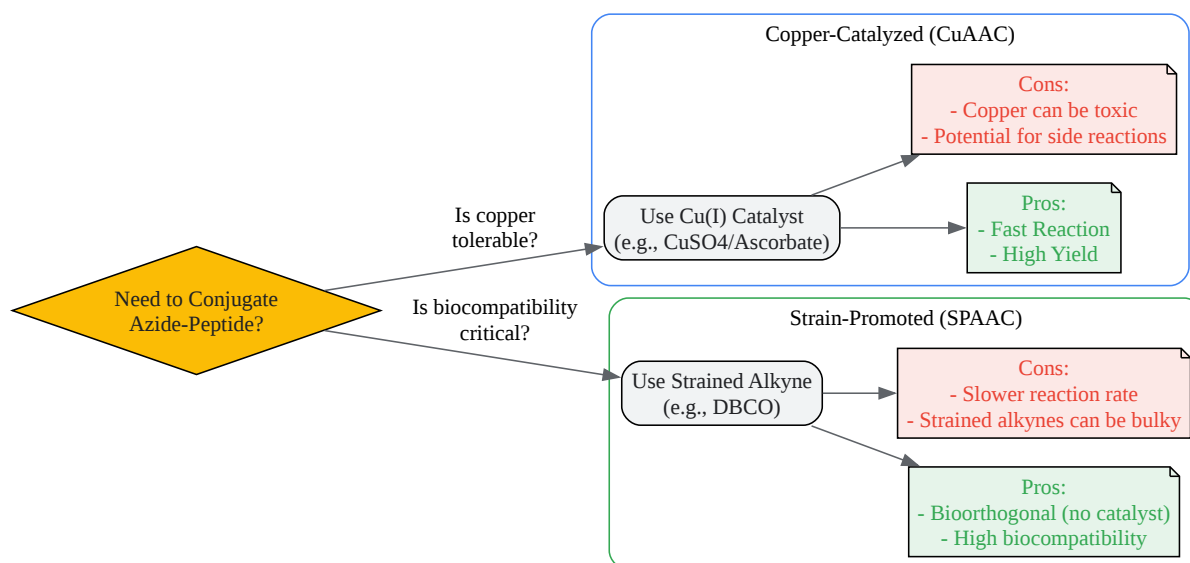 Copper-Catalyzed (CuAAC)
Cons:
- Copper can be toxic
- Potential for side reactions
Is copper
tolerable?
Use Cu(I) Catalyst
(e.g., CuSO4/Ascorbate)
Pros:
- Fast Reaction
- High Yield
Need to Conjugate
Azide-Peptide?
Is biocompatibility
critical?
Strain-Promoted (SPAAC)
Use Strained Alkyne
(e.g., DBCO)
Cons:
- Slower reaction rate
- Strained alkynes can be bulky
Pros:
- Bioorthogonal (no catalyst)
- High biocompatibility